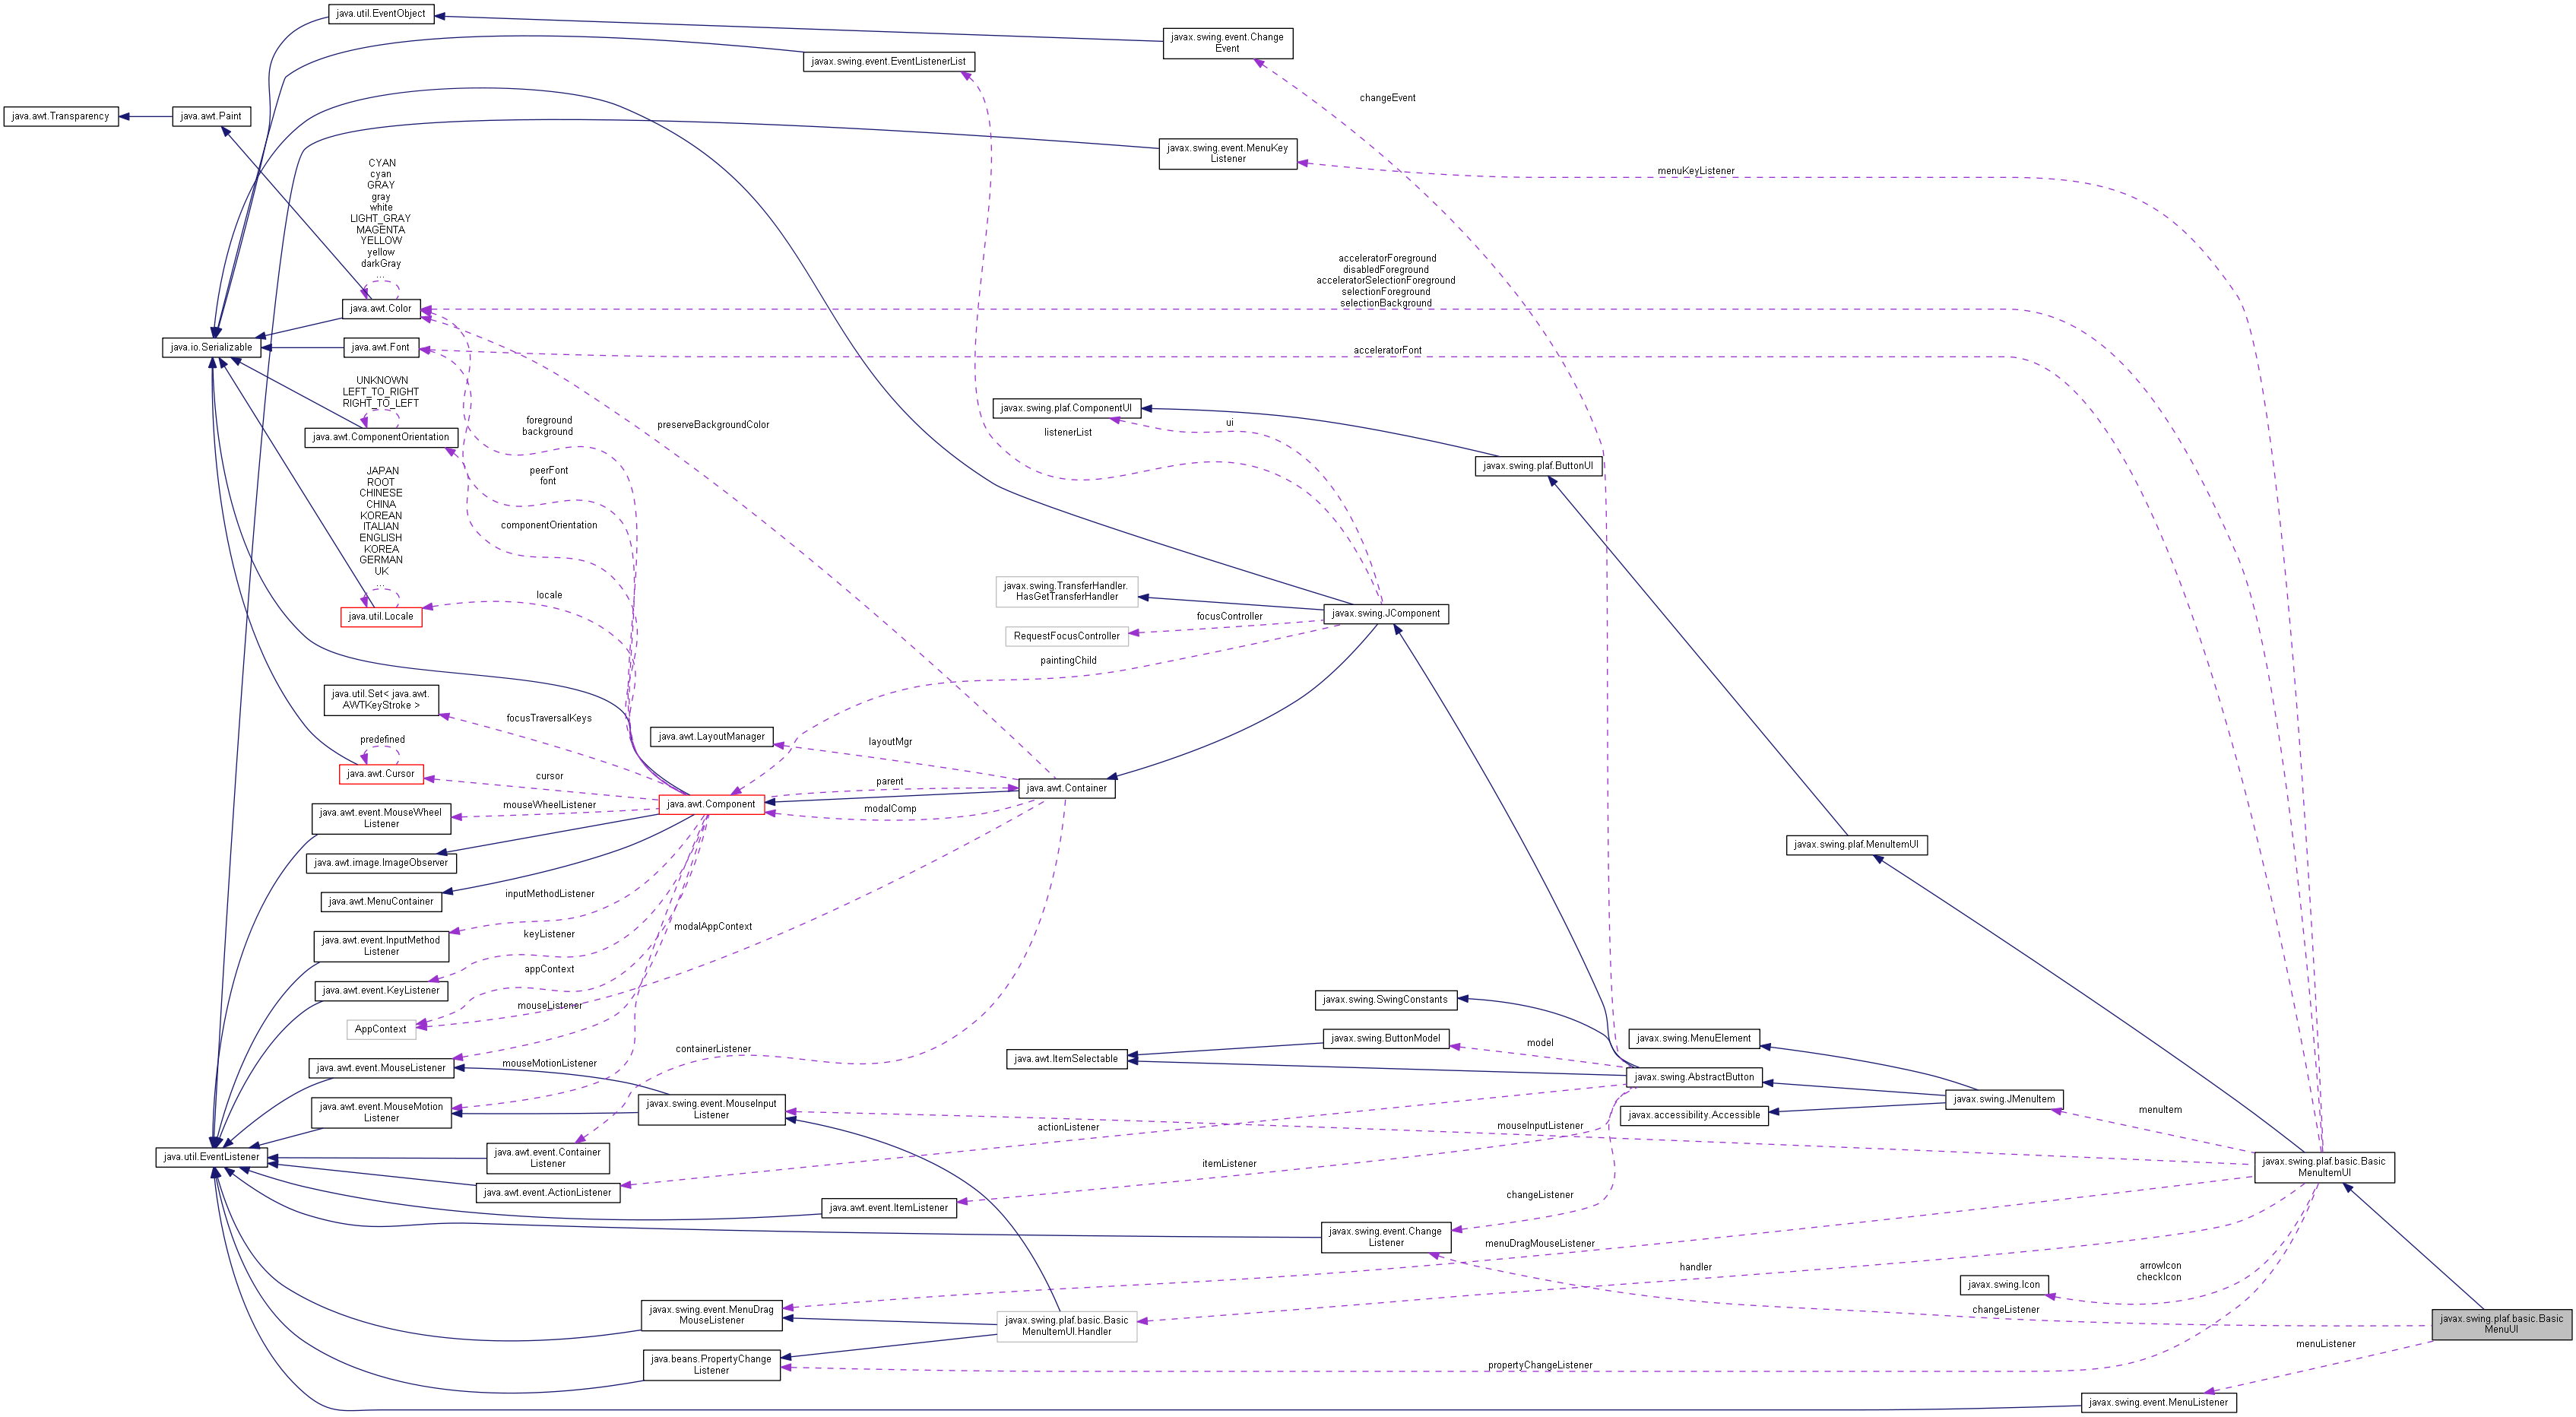 java.util.EventObject
javax.swing.event.Change
Event
javax.swing.event.EventListenerList
changeEvent
java.awt.Transparency
java.awt.Paint
javax.swing.event.MenuKey
Listener
menuKeyListener
CYAN
cyan
GRAY
gray
white
LIGHT_GRAY
MAGENTA
YELLOW
yellow
darkGray
...
java.awt.Color
acceleratorForeground
disabledForeground
acceleratorSelectionForeground
selectionForeground
selectionBackground
java.io.Serializable
java.awt.Font
acceleratorFont
UNKNOWN
LEFT_TO_RIGHT
RIGHT_TO_LEFT
java.awt.ComponentOrientation
foreground
background
preserveBackgroundColor
javax.swing.plaf.ComponentUI
ui
listenerList
javax.swing.plaf.ButtonUI
peerFont
font
JAPAN
ROOT
CHINESE
CHINA
KOREAN
ITALIAN
ENGLISH
KOREA
GERMAN
UK
...
java.util.Locale
componentOrientation
locale
javax.swing.TransferHandler.
HasGetTransferHandler
javax.swing.JComponent
focusController
RequestFocusController
paintingChild
java.util.Set< java.awt.
AWTKeyStroke >
focusTraversalKeys
java.awt.LayoutManager
layoutMgr
predefined
java.awt.Cursor
cursor
parent
java.awt.Container
java.awt.Component
modalComp
mouseWheelListener
java.awt.event.MouseWheel
Listener
javax.swing.plaf.MenuItemUI
java.awt.image.ImageObserver
java.awt.MenuContainer
inputMethodListener
modalAppContext
java.awt.event.InputMethod
Listener
keyListener
appContext
java.awt.event.KeyListener
mouseListener
AppContext
javax.swing.SwingConstants
javax.swing.ButtonModel
model
javax.swing.MenuElement
containerListener
java.awt.ItemSelectable
mouseMotionListener
java.awt.event.MouseListener
javax.swing.AbstractButton
javax.swing.JMenuItem
menuItem
java.awt.event.MouseMotion
Listener
javax.swing.event.MouseInput
Listener
javax.accessibility.Accessible
actionListener
mouseInputListener
java.util.EventListener
java.awt.event.Container
Listener
itemListener
javax.swing.plaf.basic.Basic
MenuItemUI
java.awt.event.ActionListener
changeListener
java.awt.event.ItemListener
javax.swing.event.Change
Listener
menuDragMouseListener
handler
arrowIcon
checkIcon
javax.swing.Icon
javax.swing.event.MenuDrag
MouseListener
javax.swing.plaf.basic.Basic
MenuItemUI.Handler
changeListener
javax.swing.plaf.basic.Basic
MenuUI
menuListener
java.beans.PropertyChange
Listener
propertyChangeListener
javax.swing.event.MenuListener